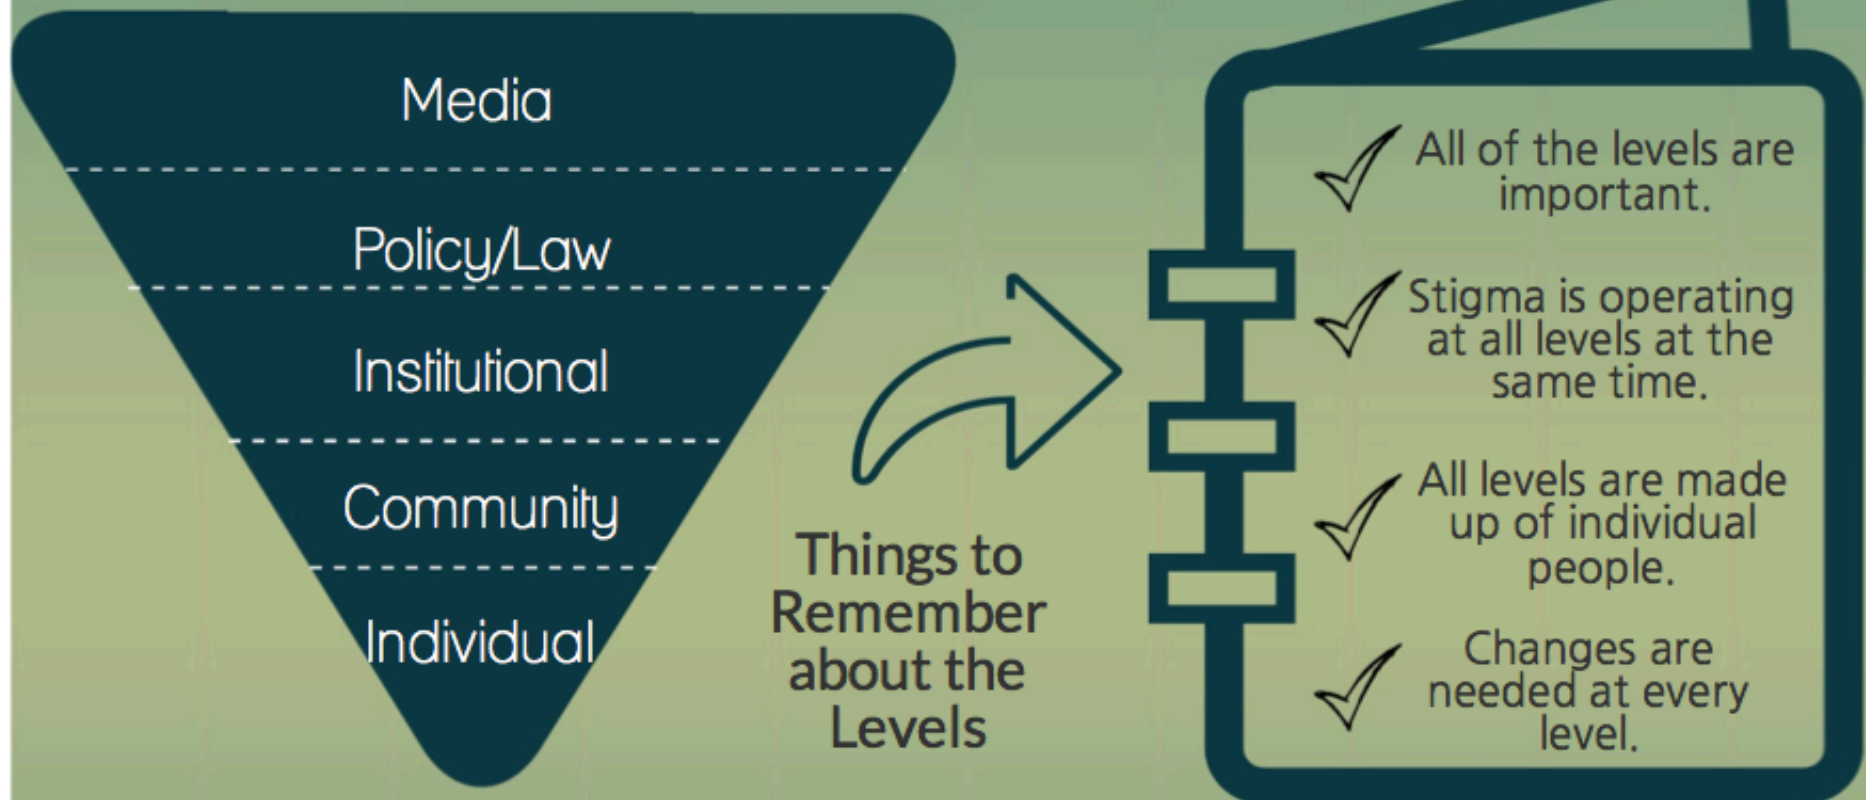 Media
Policy/Law
Institutional
Community
Individual
Things to
Remember
about the
Levels
All of the levels are
important.
Stigma is operating
at all levels at the
same time.
All levels are made
up of individual
people.
Changes are
needed at every
level.